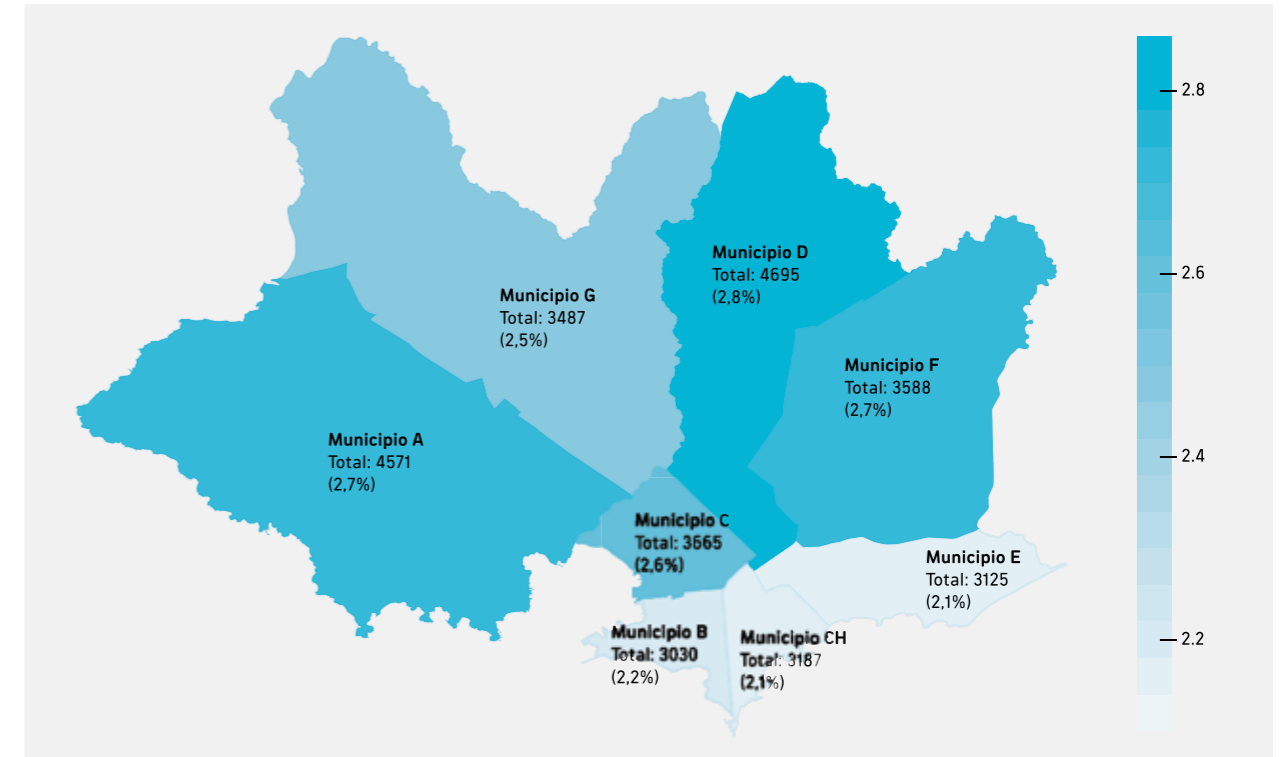 Municipio D
Total: 4695
(2,8%)
Municipio G
Total: 3487
(2,5%)
Municipio F
Total: 3588
(2,7%)
Municipio A
Total: 4571
(2,7%)
Municipio C
Total: 3665
(2,6%)
Municipio E
Total: 3125
(2,1%)
Municipio B
Total: 3030
(2,2%)
Municipio CH
Total: 3187
(2,1%)
2.8
2.6
2.4
2.2